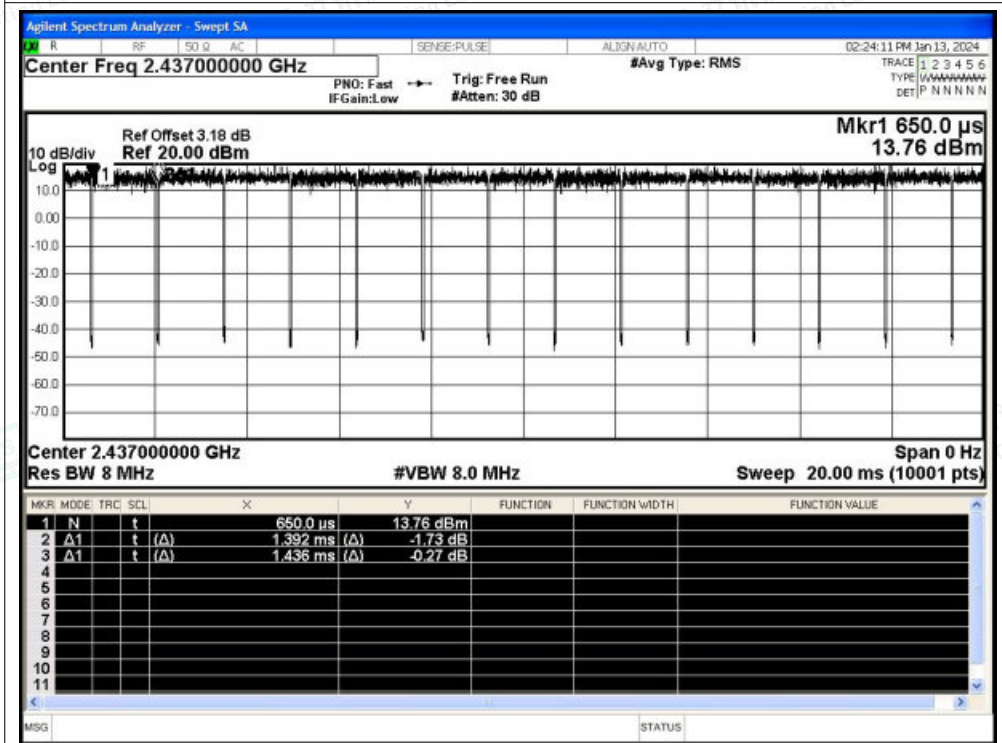 Agilent Spectrum Analyzer - Swept SA
LXI R RF 50 Ω AC SENSE:PULSE ALIGN AUTO 02:24:11 PM Jan 13, 2024
Center Freq 2.437000000 GHz #Avg Type: RMS TRACE 1 2 3 4 5 6
PNO: Fast Trig: Free Run TYPE WWWWWW
IFGain:Low #Atten: 30 dB DET P N N N N N
Mkr1 650.0 µs
Ref Offset 3.18 dB
10 dB/div Ref 20.00 dBm 13.76 dBm
Log
1
10.0
0.00
-10.0
-20.0
-30.0
-40.0
-50.0
-60.0
-70.0
Center 2.437000000 GHz Span 0 Hz
Res BW 8 MHz #VBW 8.0 MHz Sweep 20.00 ms (10001 pts)
MKR MODE TRC SCL X Y FUNCTION FUNCTION WIDTH FUNCTION VALUE
1 N t 650.0 µs 13.76 dBm
2 Δ1 t (Δ) 1.392 ms (Δ) -1.73 dB
3 Δ1 t (Δ) 1.436 ms (Δ) -0.27 dB
4
5
6
7
8
9
10
11
MSG STATUS